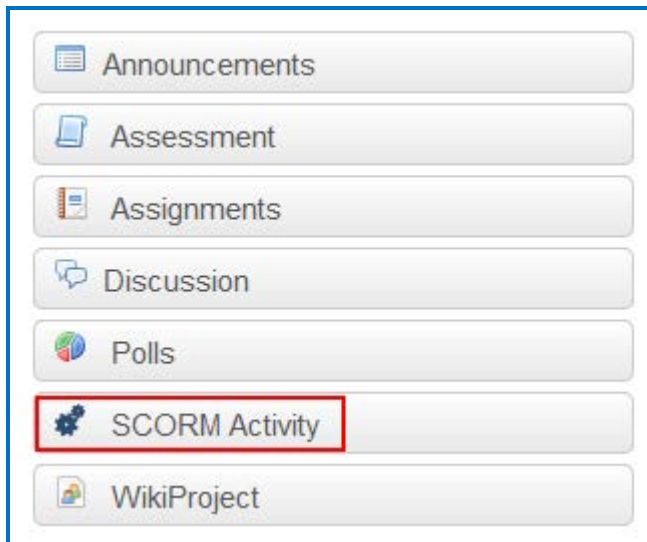 Announcements
Assessment
Assignments
Discussion
Polls
SCORM Activity
WikiProject